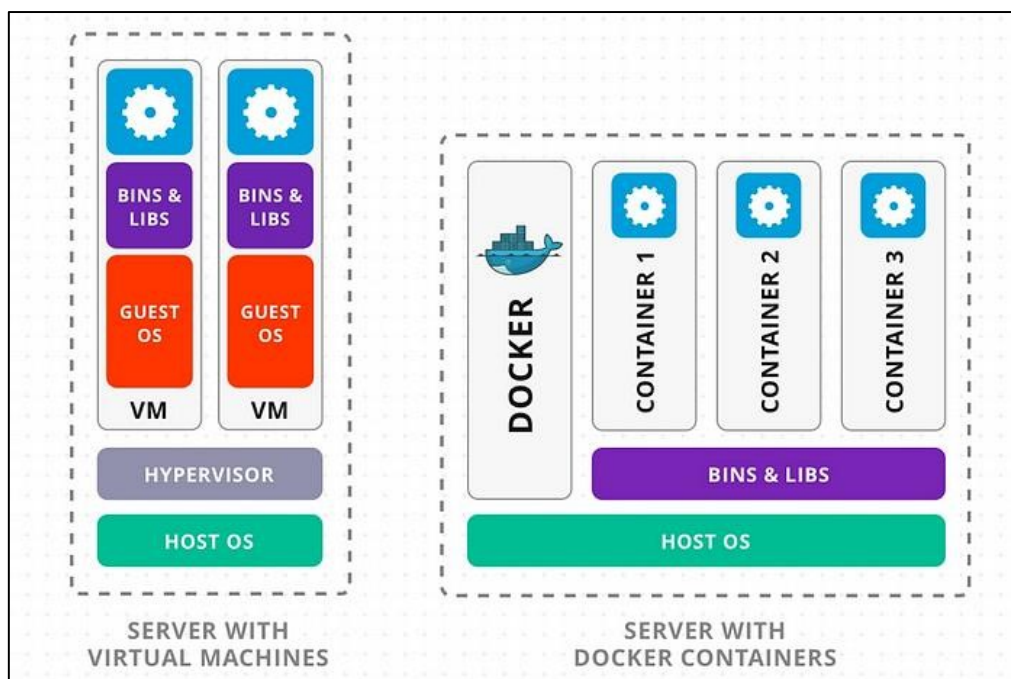 BINS &
LIBS
BINS &
LIBS
GUEST
OS
GUEST
OS
VM
VM
HYPERVISOR
HOST OS
SERVER WITH
VIRTUAL MACHINES
DOCKER
CONTAINER 1
CONTAINER 2
CONTAINER 3
BINS & LIBS
HOST OS
SERVER WITH
DOCKER CONTAINERS